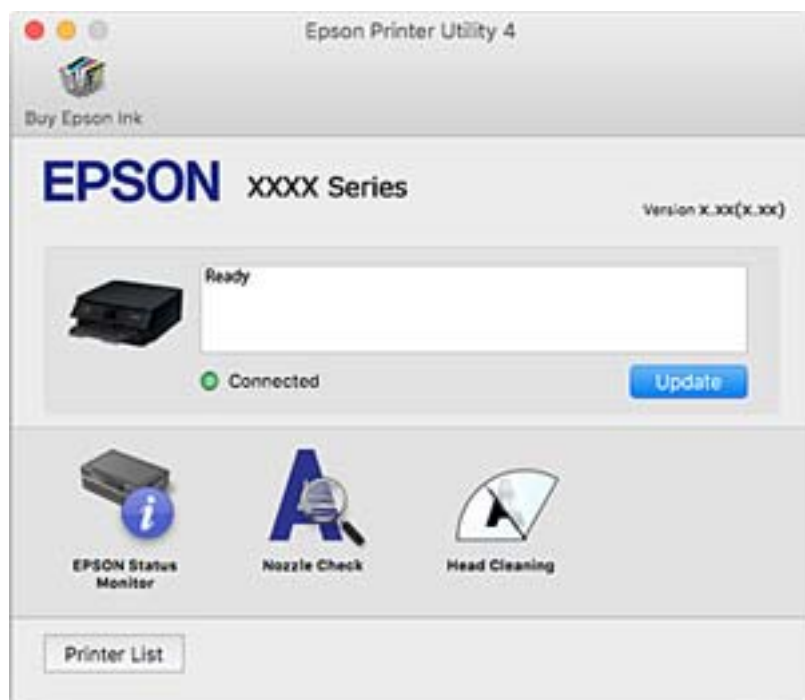 Epson Printer Utility 4
Buy Epson Ink
EPSON XXXX Series
Version x.xx(x.xx)
Ready
Connected
Update
EPSON Status
Monitor
Nozzle Check
Head Cleaning
Printer List